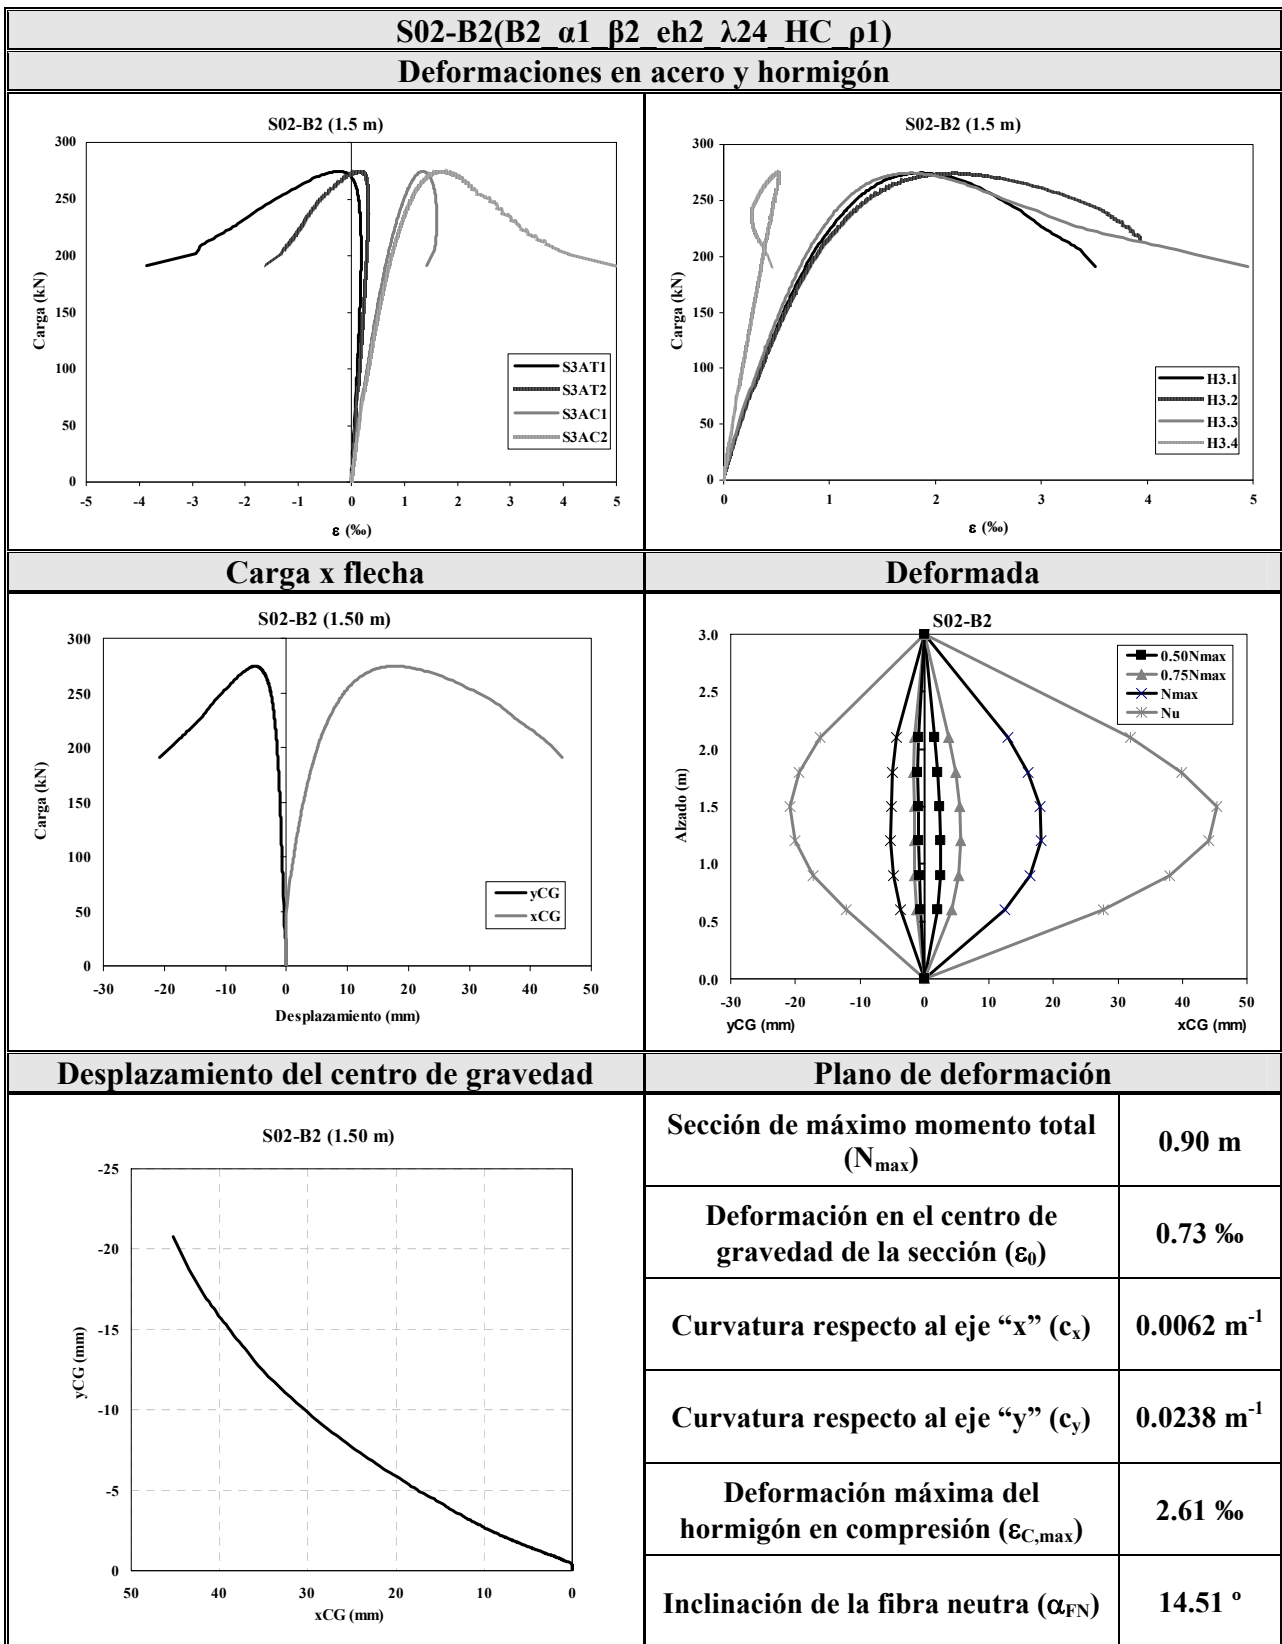 S02-B2(B2_α1_β2_eh2_λ24_HC_ρ1)
Deformaciones en acero y hormigón
S02-B2 (1.5 m)
300
250
200
150
100
50
0
Carga (kN)
-5 -4 -3 -2 -1 0 1 2 3 4 5
ε (‰)
S3AT1
S3AT2
S3AC1
S3AC2
S02-B2 (1.5 m)
300
250
200
150
100
50
0
Carga (kN)
0 1 2 3 4 5
ε (‰)
H3.1
H3.2
H3.3
H3.4
Carga x flecha
Deformada
S02-B2 (1.50 m)
300
250
200
150
100
50
0
Carga (kN)
-30 -20 -10 0 10 20 30 40 50
Desplazamiento (mm)
yCG
xCG
S02-B2
3.0
2.5
2.0
1.5
1.0
0.5
0.0
Alzado (m)
-30 -20 -10 0 10 20 30 40 50
yCG (mm)
xCG (mm)
0.50Nmax
0.75Nmax
Nmax
Nu
Desplazamiento del centro de gravedad
Plano de deformación
S02-B2 (1.50 m)
-25
-20
-15
-10
-5
0
yCG (mm)
50 40 30 20 10 0
xCG (mm)
Sección de máximo momento total
(Nmax)
0.90 m
Deformación en el centro de
gravedad de la sección (ε0)
0.73 ‰
Curvatura respecto al eje “x” (cx)
0.0062 m-1
Curvatura respecto al eje “y” (cy)
0.0238 m-1
Deformación máxima del
hormigón en compresión (εC,max)
2.61 ‰
Inclinación de la fibra neutra (αFN)
14.51 º